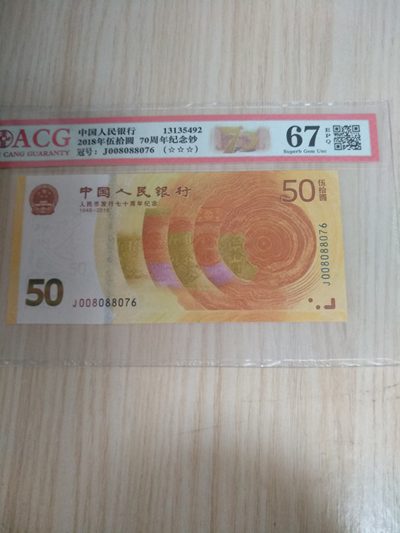 ACG
CANG GUARANTY
中国人民银行 13135492
2018年伍拾圆 70周年纪念钞
冠号: J008088076 (☆☆☆)
67 EPQ
Superb Gem Unc
中国人民银行
人民币发行七十周年纪念
1948-2018
50 伍拾圆
J008088076
50
J008088076